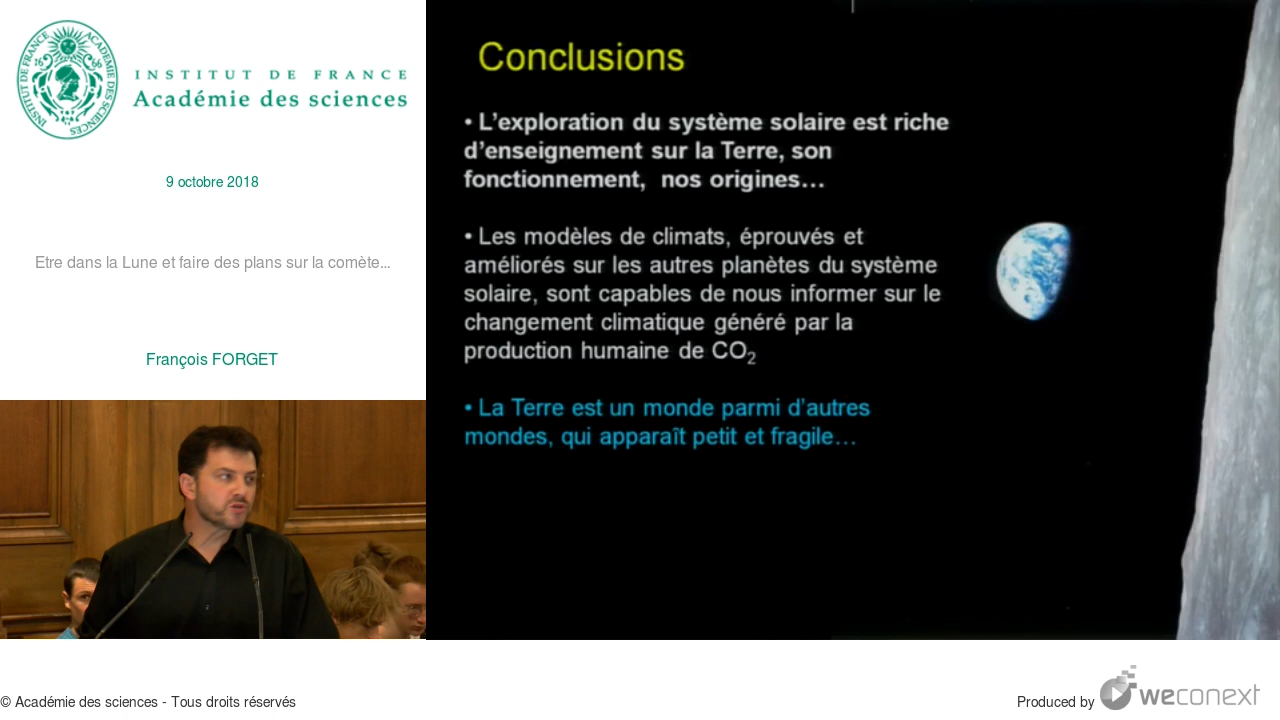 INSTITUT DE FRANCE
Académie des sciences
9 octobre 2018
Etre dans la Lune et faire des plans sur la comète...
François FORGET
Conclusions
• L’exploration du système solaire est riche
d’enseignement sur la Terre, son
fonctionnement, nos origines…
• Les modèles de climats, éprouvés et
améliorés sur les autres planètes du système
solaire, sont capables de nous informer sur le
changement climatique généré par la
production humaine de CO₂
• La Terre est un monde parmi d’autres
mondes, qui apparaît petit et fragile…
© Académie des sciences - Tous droits réservés
Produced by weconext